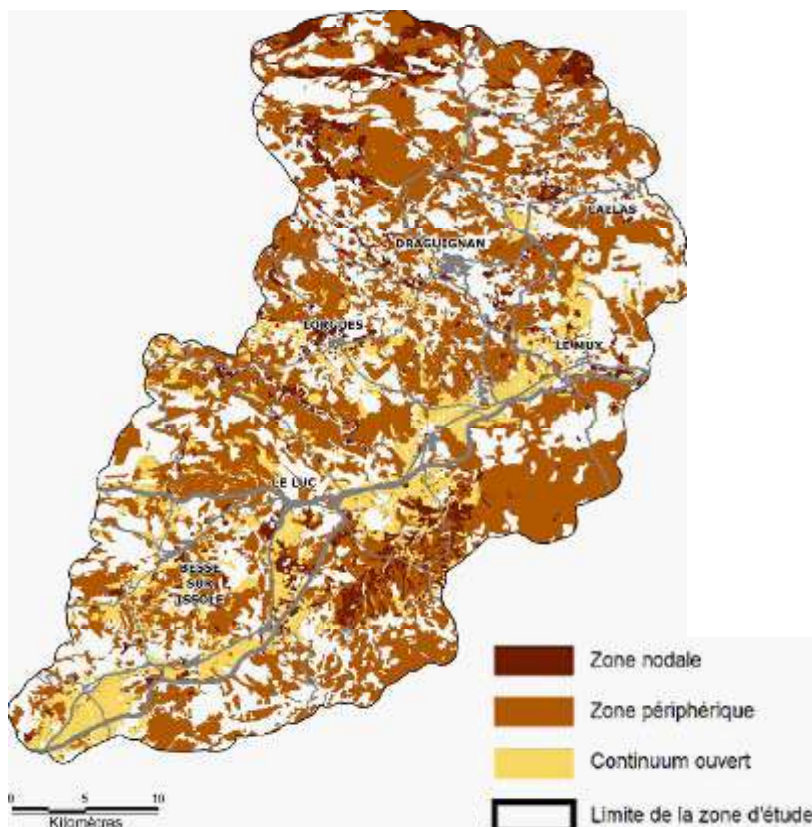 CALLAS
DRAGUIGNAN
LORGUES
LE MUY
LE LUC
BESSE
SUR
ISSOLE
Zone nodale
Zone périphérique
Continuum ouvert
Limite de la zone d'étude
0 5 10
Kilomètres